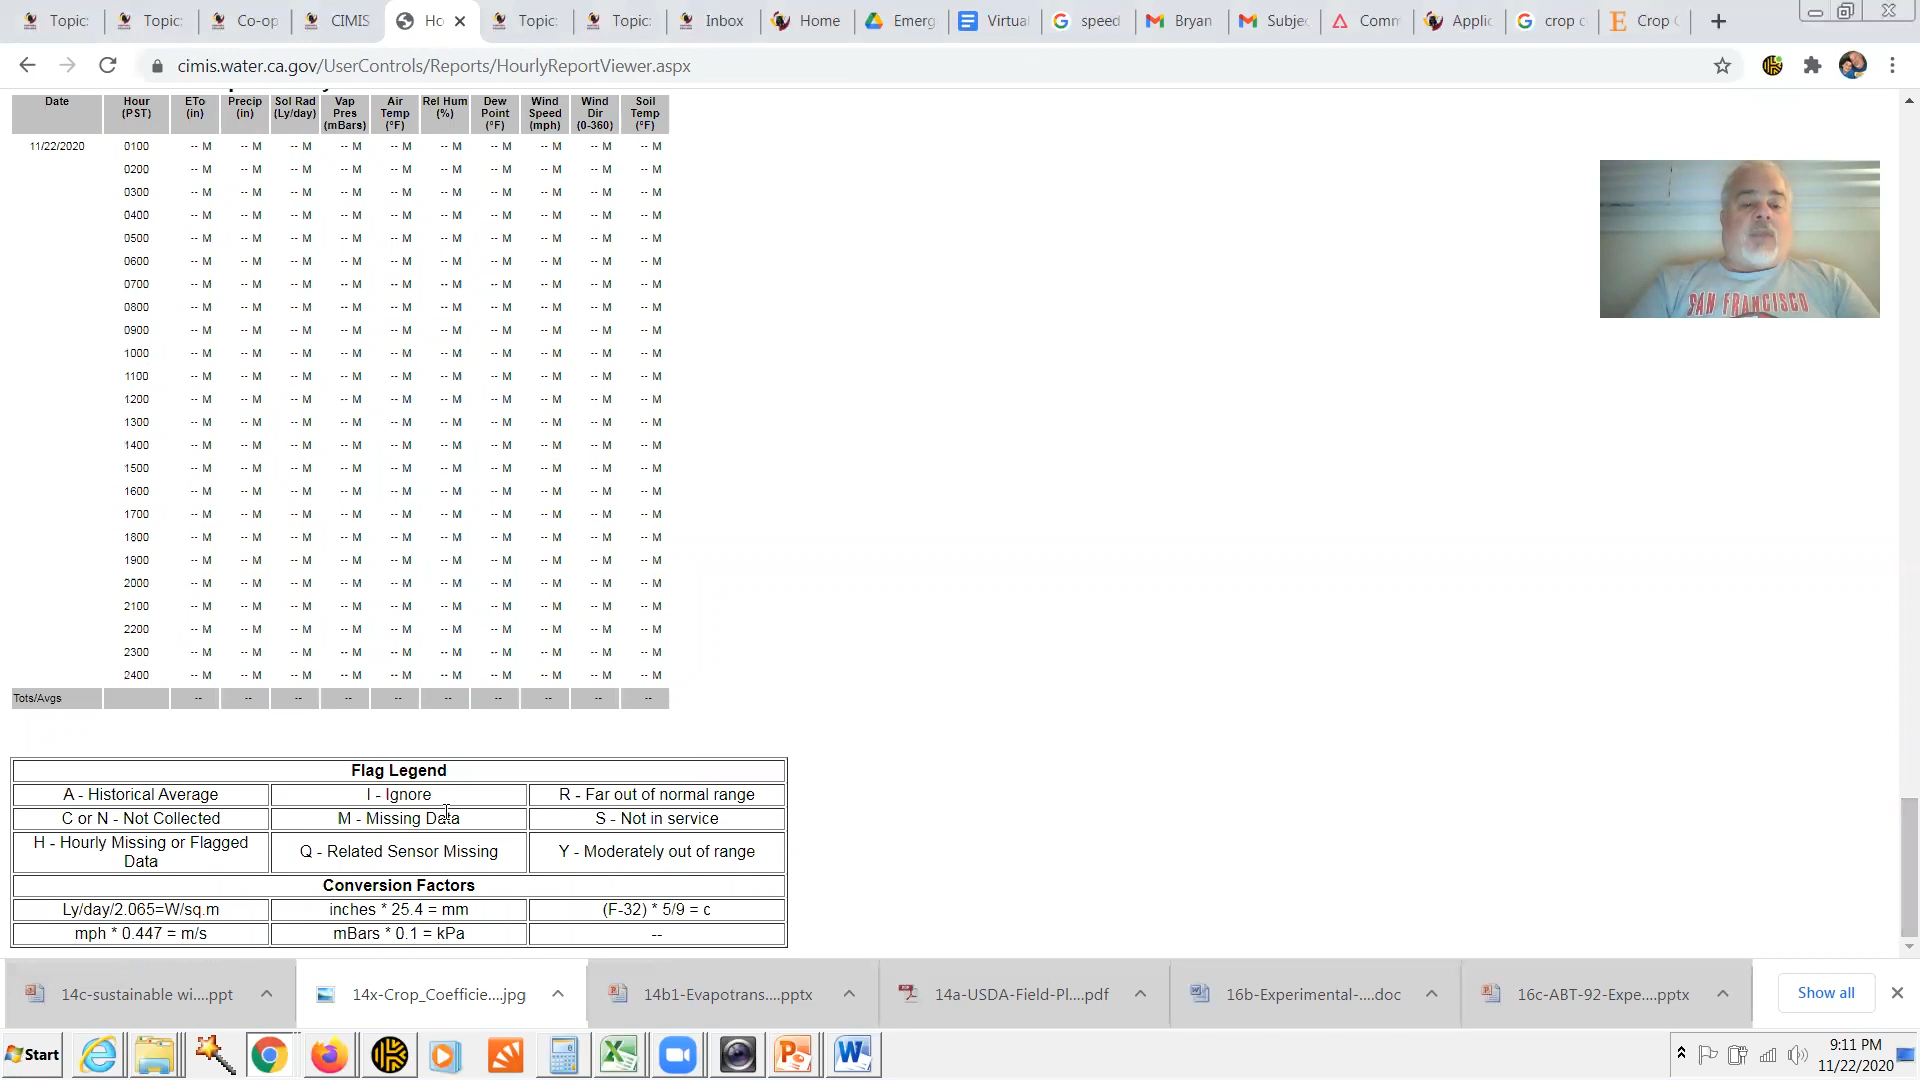 Topic: Topic: Co-op CIMIS Ho Topic: Topic: Inbox Home Emerg Virtual speed Bryan Subjec Comm Applic crop c Crop C
cimis.water.ca.gov/UserControls/Reports/HourlyReportViewer.aspx
Date Hour (PST) ETo (in) Precip (in) Sol Rad (Ly/day) Vap Pres (mBars) Air Temp (°F) Rel Hum (%) Dew Point (°F) Wind Speed (mph) Wind Dir (0-360) Soil Temp (°F)
11/22/2020 0100 -- M -- M -- M -- M -- M -- M -- M -- M -- M -- M
0200 -- M -- M -- M -- M -- M -- M -- M -- M -- M -- M
0300 -- M -- M -- M -- M -- M -- M -- M -- M -- M -- M
0400 -- M -- M -- M -- M -- M -- M -- M -- M -- M -- M
0500 -- M -- M -- M -- M -- M -- M -- M -- M -- M -- M
0600 -- M -- M -- M -- M -- M -- M -- M -- M -- M -- M
0700 -- M -- M -- M -- M -- M -- M -- M -- M -- M -- M
0800 -- M -- M -- M -- M -- M -- M -- M -- M -- M -- M
0900 -- M -- M -- M -- M -- M -- M -- M -- M -- M -- M
1000 -- M -- M -- M -- M -- M -- M -- M -- M -- M -- M
1100 -- M -- M -- M -- M -- M -- M -- M -- M -- M -- M
1200 -- M -- M -- M -- M -- M -- M -- M -- M -- M -- M
1300 -- M -- M -- M -- M -- M -- M -- M -- M -- M -- M
1400 -- M -- M -- M -- M -- M -- M -- M -- M -- M -- M
1500 -- M -- M -- M -- M -- M -- M -- M -- M -- M -- M
1600 -- M -- M -- M -- M -- M -- M -- M -- M -- M -- M
1700 -- M -- M -- M -- M -- M -- M -- M -- M -- M -- M
1800 -- M -- M -- M -- M -- M -- M -- M -- M -- M -- M
1900 -- M -- M -- M -- M -- M -- M -- M -- M -- M -- M
2000 -- M -- M -- M -- M -- M -- M -- M -- M -- M -- M
2100 -- M -- M -- M -- M -- M -- M -- M -- M -- M -- M
2200 -- M -- M -- M -- M -- M -- M -- M -- M -- M -- M
2300 -- M -- M -- M -- M -- M -- M -- M -- M -- M -- M
2400 -- M -- M -- M -- M -- M -- M -- M -- M -- M -- M
Tots/Avgs -- -- -- -- -- -- -- -- -- --
SAN FRANCISCO
Flag Legend
A - Historical Average I - Ignore R - Far out of normal range
C or N - Not Collected M - Missing Data S - Not in service
H - Hourly Missing or Flagged Data Q - Related Sensor Missing Y - Moderately out of range
Conversion Factors
Ly/day/2.065=W/sq.m inches * 25.4 = mm (F-32) * 5/9 = c
mph * 0.447 = m/s mBars * 0.1 = kPa --
14c-sustainable wi....ppt 14x-Crop_Coefficie....jpg 14b1-Evapotrans....pptx 14a-USDA-Field-Pl....pdf 16b-Experimental-....doc 16c-ABT-92-Expe....pptx Show all
Start 9:11 PM
11/22/2020